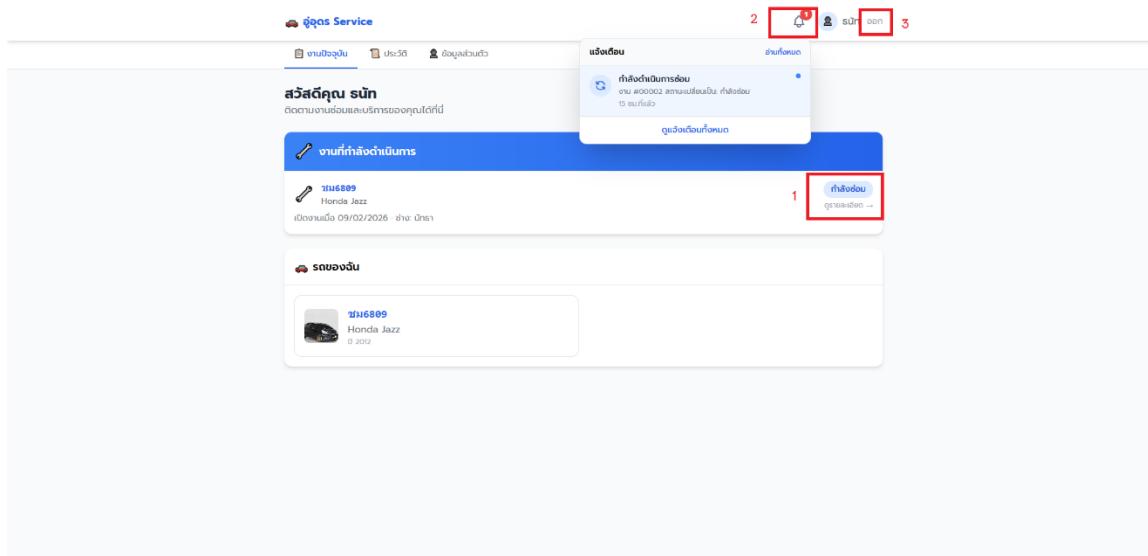 อู่อุดร Service
2
1
ธนัท
ออก
3
งานปัจจุบัน
ประวัติ
ข้อมูลส่วนตัว
แจ้งเตือน
อ่านทั้งหมด
กำลังดำเนินการซ่อม
งาน #00002 สถานะเปลี่ยนเป็น: กำลังซ่อม
15 ชม.ที่แล้ว
ดูแจ้งเตือนทั้งหมด
สวัสดีคุณ ธนัท
ติดตามงานซ่อมและบริการของคุณได้ที่นี่
งานที่กำลังดำเนินการ
ชม6809
Honda Jazz
เปิดงานเมื่อ 09/02/2026 · ช่าง: นัทธา
1
กำลังซ่อม
ดูรายละเอียด →
รถของฉัน
ชม6809
Honda Jazz
ปี 2012